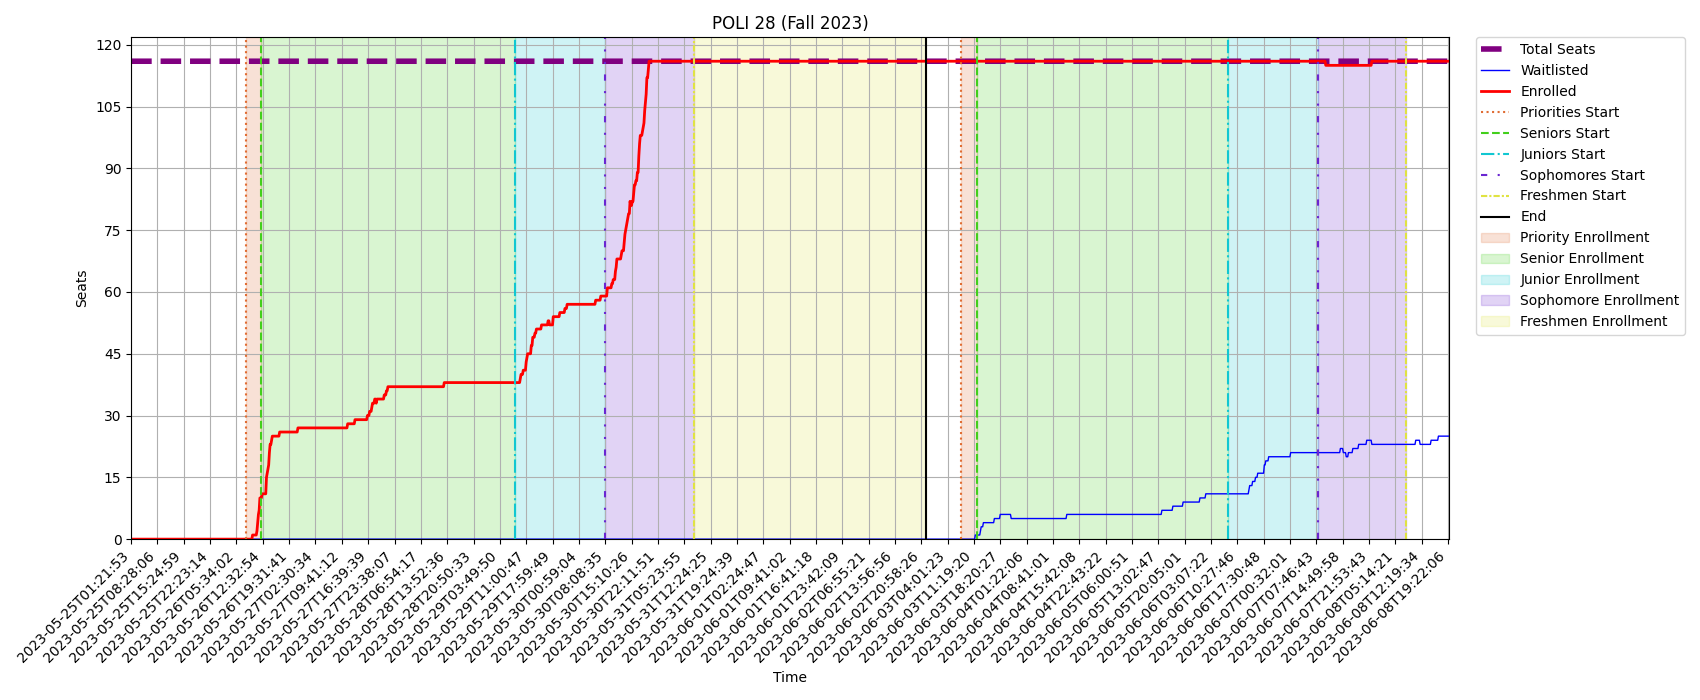 POLI 28 (Fall 2023)
120
105
90
75
60
45
30
15
0
Seats
2023-05-25T01:21:53
2023-05-25T08:28:06
2023-05-25T15:24:59
2023-05-25T22:23:14
2023-05-26T05:34:02
2023-05-26T12:32:54
2023-05-26T19:31:41
2023-05-27T02:30:34
2023-05-27T09:41:12
2023-05-27T16:39:39
2023-05-27T23:38:07
2023-05-28T06:54:17
2023-05-28T13:52:36
2023-05-28T20:50:33
2023-05-29T03:49:50
2023-05-29T11:00:47
2023-05-29T17:59:49
2023-05-30T00:59:04
2023-05-30T08:08:35
2023-05-30T15:10:26
2023-05-30T22:11:51
2023-05-31T05:23:55
2023-05-31T12:24:25
2023-05-31T19:24:39
2023-06-01T02:24:47
2023-06-01T09:41:02
2023-06-01T16:41:18
2023-06-01T23:42:09
2023-06-02T06:55:21
2023-06-02T13:56:56
2023-06-02T20:58:26
2023-06-03T04:01:23
2023-06-03T11:19:20
2023-06-03T18:20:27
2023-06-04T01:22:06
2023-06-04T08:41:01
2023-06-04T15:42:08
2023-06-04T22:43:22
2023-06-05T06:00:51
2023-06-05T13:02:47
2023-06-05T20:05:01
2023-06-06T03:07:22
2023-06-06T10:27:46
2023-06-06T17:30:48
2023-06-07T00:32:01
2023-06-07T07:46:43
2023-06-07T14:49:58
2023-06-07T21:53:43
2023-06-08T05:14:21
2023-06-08T12:19:34
2023-06-08T19:22:06
Time
Total Seats
Waitlisted
Enrolled
Priorities Start
Seniors Start
Juniors Start
Sophomores Start
Freshmen Start
End
Priority Enrollment
Senior Enrollment
Junior Enrollment
Sophomore Enrollment
Freshmen Enrollment